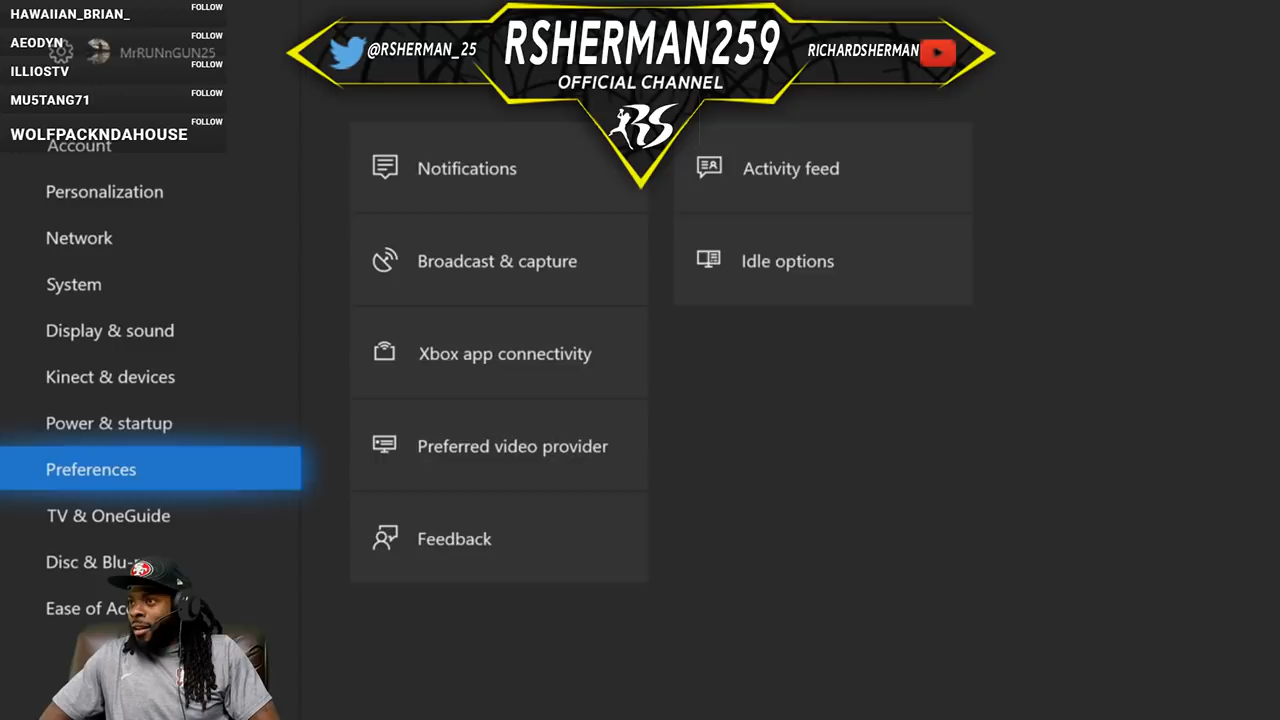 HAWAIIAN_BRIAN_ FOLLOW
AEODYN FOLLOW
MrRUNnGUN25
ILLIOSTV FOLLOW
MU5TANG71 FOLLOW
WOLFPACKNDAHOUSE FOLLOW
@RSHERMAN_25
RSHERMAN259
OFFICIAL CHANNEL
RICHARDSHERMAN
RS
Account
Personalization
Network
System
Display & sound
Kinect & devices
Power & startup
Preferences
TV & OneGuide
Disc & Blu-
Ease of Ac
Notifications
Broadcast & capture
Xbox app connectivity
Preferred video provider
Feedback
Activity feed
Idle options